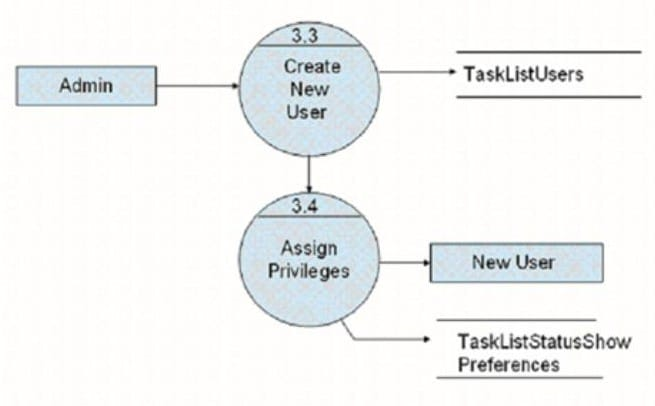 3.3
Create
New
User
Admin
TaskListUsers
3.4
Assign
Privileges
New User
TaskListStatusShow
Preferences